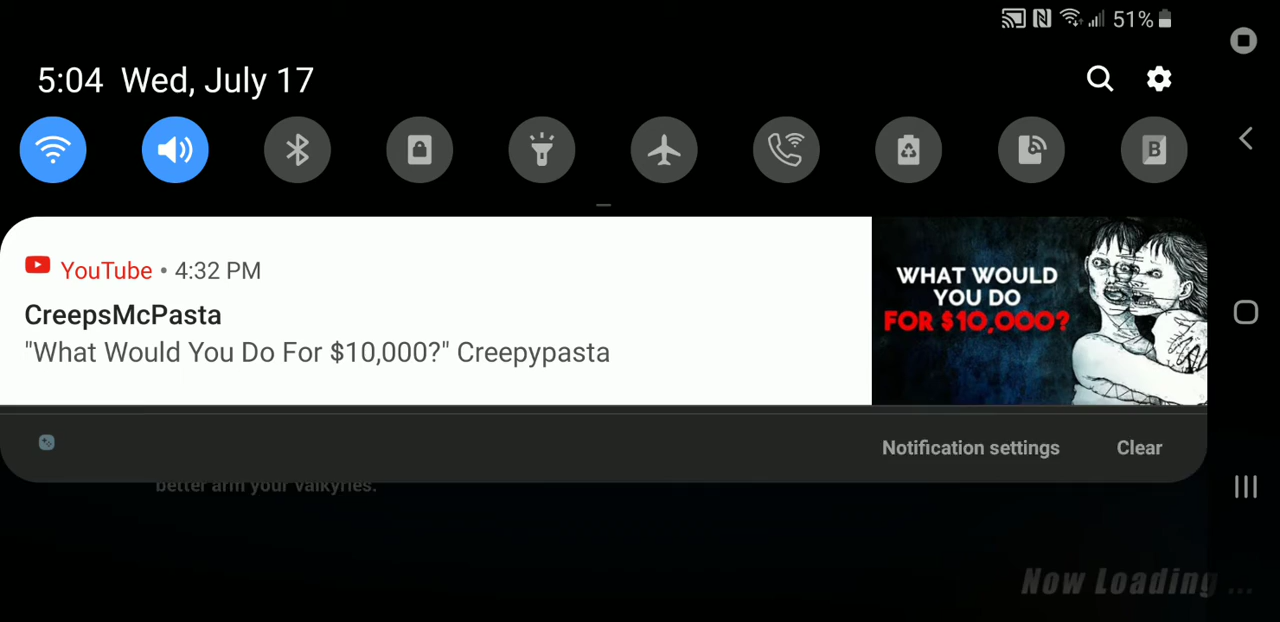 51%
5:04 Wed, July 17
B
YouTube • 4:32 PM
CreepsMcPasta
"What Would You Do For $10,000?" Creepypasta
WHAT WOULD
YOU DO
FOR $10,000?
Notification settings
Clear
better arm your valkyries.
Now Loading ...